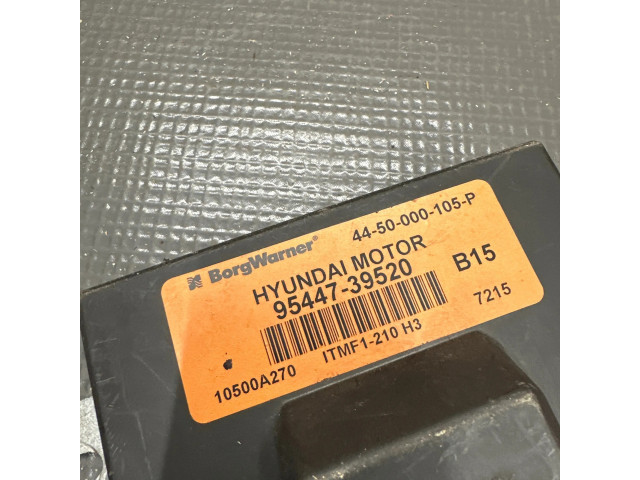 BorgWarner®
44-50-000-105-P
HYUNDAI MOTOR
95447-39520
B15
ITMF1-210 H3
7215
10500A270